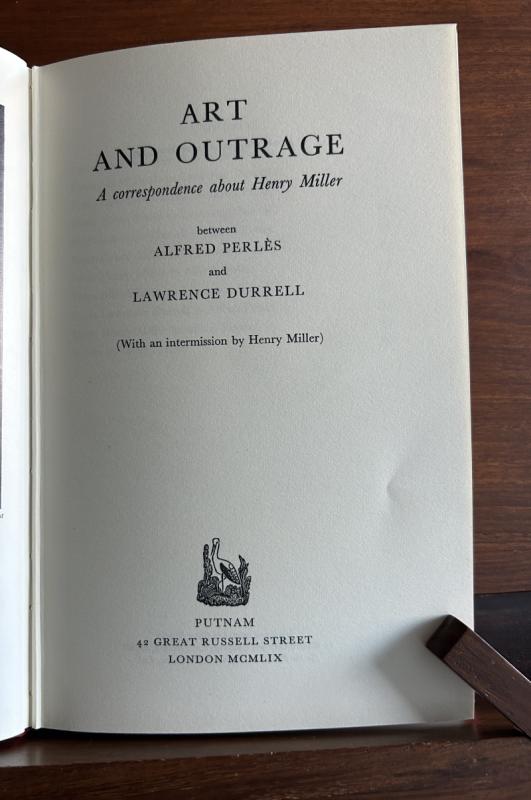 ART
AND OUTRAGE
A correspondence about Henry Miller
between
ALFRED PERLÈS
and
LAWRENCE DURRELL
(With an intermission by Henry Miller)
PUTNAM
42 GREAT RUSSELL STREET
LONDON MCMLIX